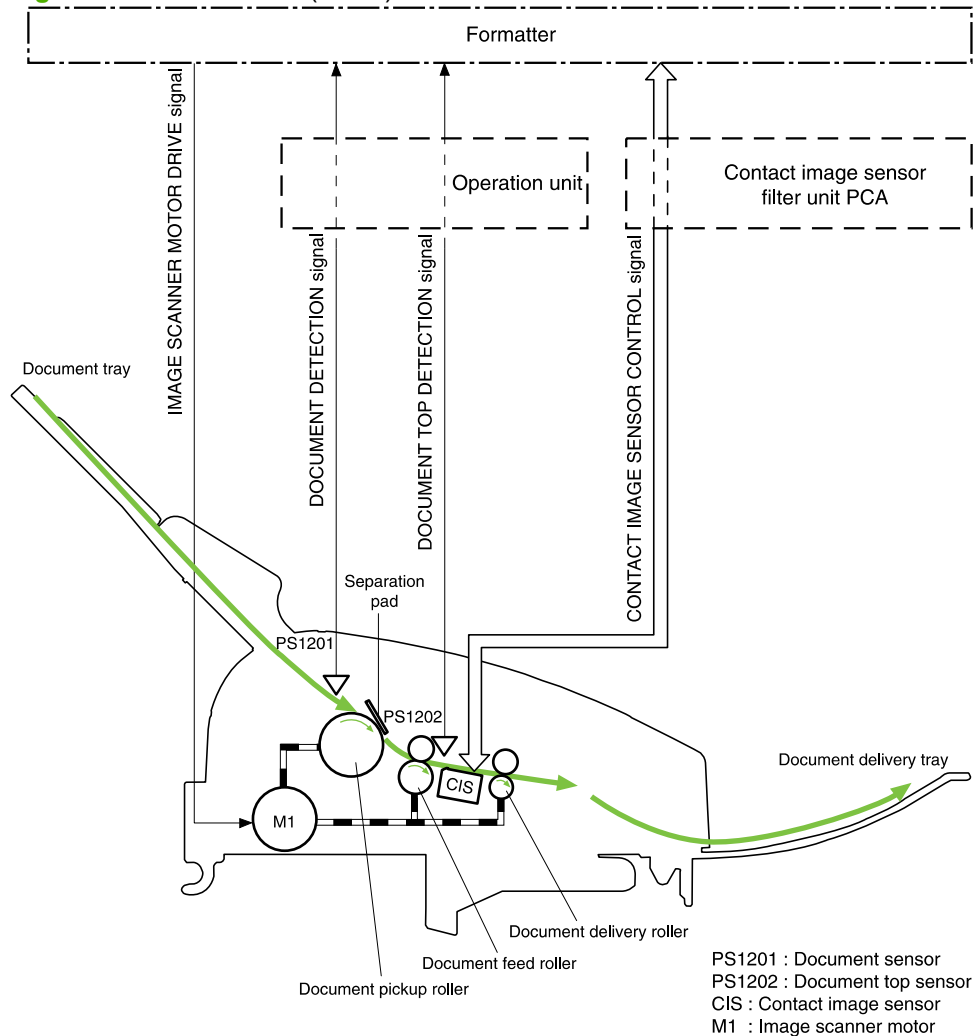 Formatter
IMAGE SCANNER MOTOR DRIVE signal
DOCUMENT DETECTION signal
DOCUMENT TOP DETECTION signal
CONTACT IMAGE SENSOR CONTROL signal
Operation unit
Contact image sensor
filter unit PCA
Document tray
Separation
pad
PS1201
PS1202
CIS
M1
Document delivery tray
Document delivery roller
Document feed roller
Document pickup roller
PS1201 : Document sensor
PS1202 : Document top sensor
CIS : Contact image sensor
M1 : Image scanner motor